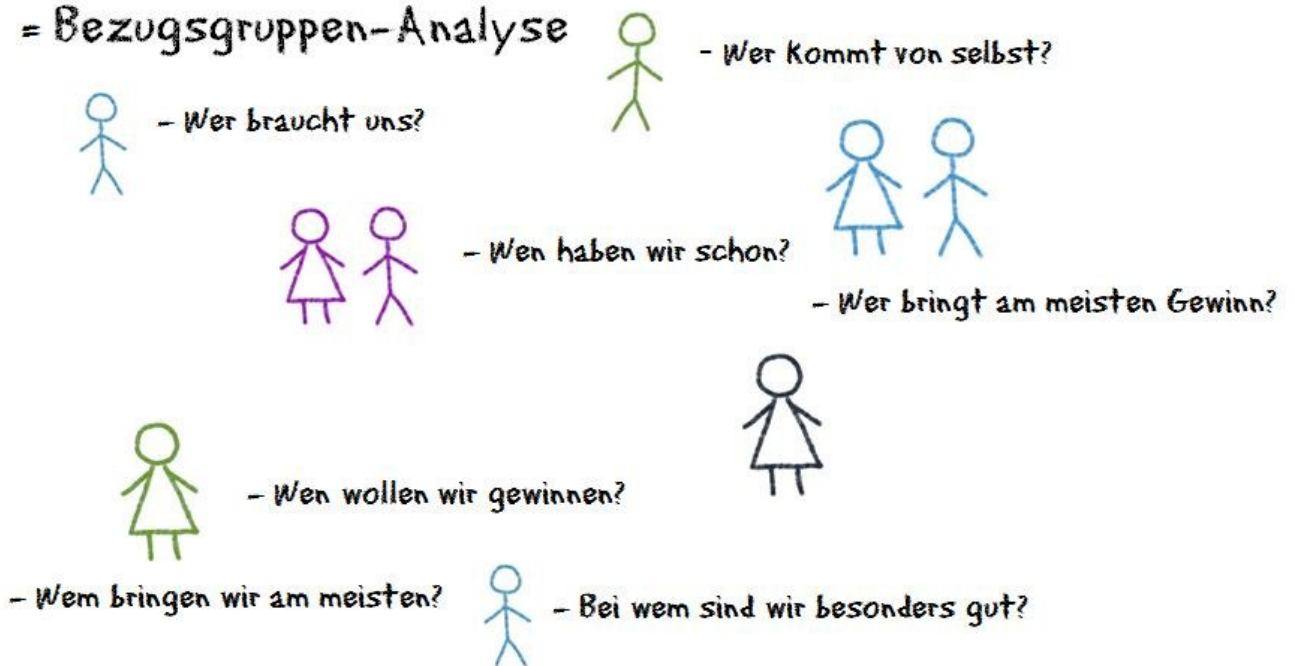 = Bezugsgruppen-Analyse
- Wer kommt von selbst?
- Wer braucht uns?
- Wen haben wir schon?
- Wer bringt am meisten Gewinn?
- Wen wollen wir gewinnen?
- Wem bringen wir am meisten?
- Bei wem sind wir besonders gut?